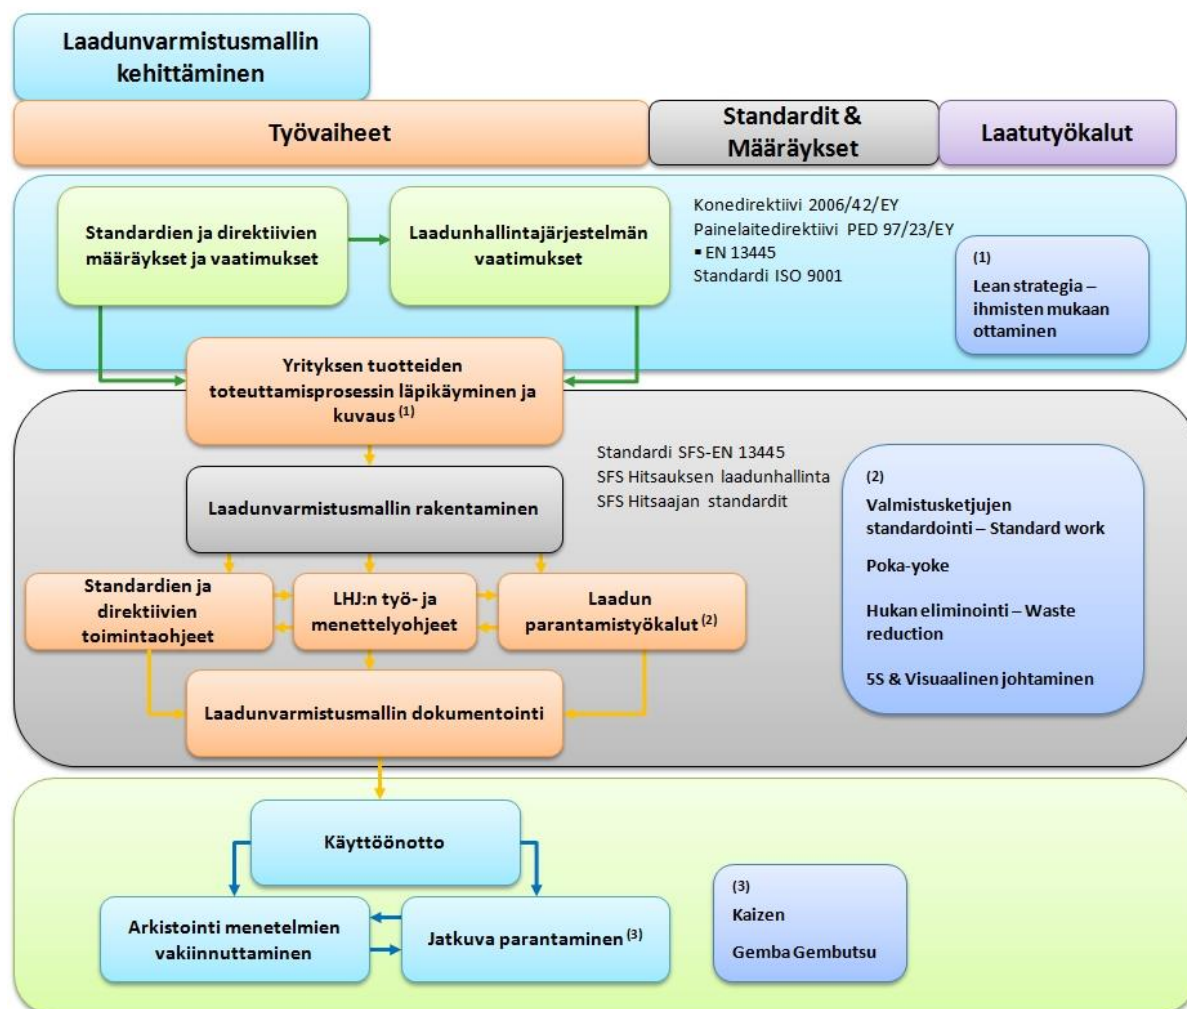 Laadunvarmistusmallin
kehittäminen
Työvaiheet
Standardit &
Määräykset
Laatutyökalut
Standardien ja direktiivien
määräykset ja vaatimukset
Laadunhallintajärjestelmän
vaatimukset
Konedirektiivi 2006/42/EY
Painelaitedirektiivi PED 97/23/EY
▪ EN 13445
Standardi ISO 9001
(1)
Lean strategia –
ihmisten mukaan
ottaminen
Yrityksen tuotteiden
toteuttamisprosessin läpikäyminen ja
kuvaus (1)
Standardi SFS-EN 13445
SFS Hitsauksen laadunhallinta
SFS Hitsaajan standardit
Laadunvarmistusmallin rakentaminen
(2)
Valmistusketjujen
standardointi – Standard work
Poka-yoke
Hukan eliminointi – Waste
reduction
5S & Visuaalinen johtaminen
Standardien ja
direktiivien
toimintaohjeet
LHJ:n työ- ja
menettelyohjeet
Laadun
parantamistyökalut (2)
Laadunvarmistusmallin dokumentointi
Käyttöönotto
Arkistointi menetelmien
vakiinnuttaminen
Jatkuva parantaminen (3)
(3)
Kaizen
Gemba Gembutsu